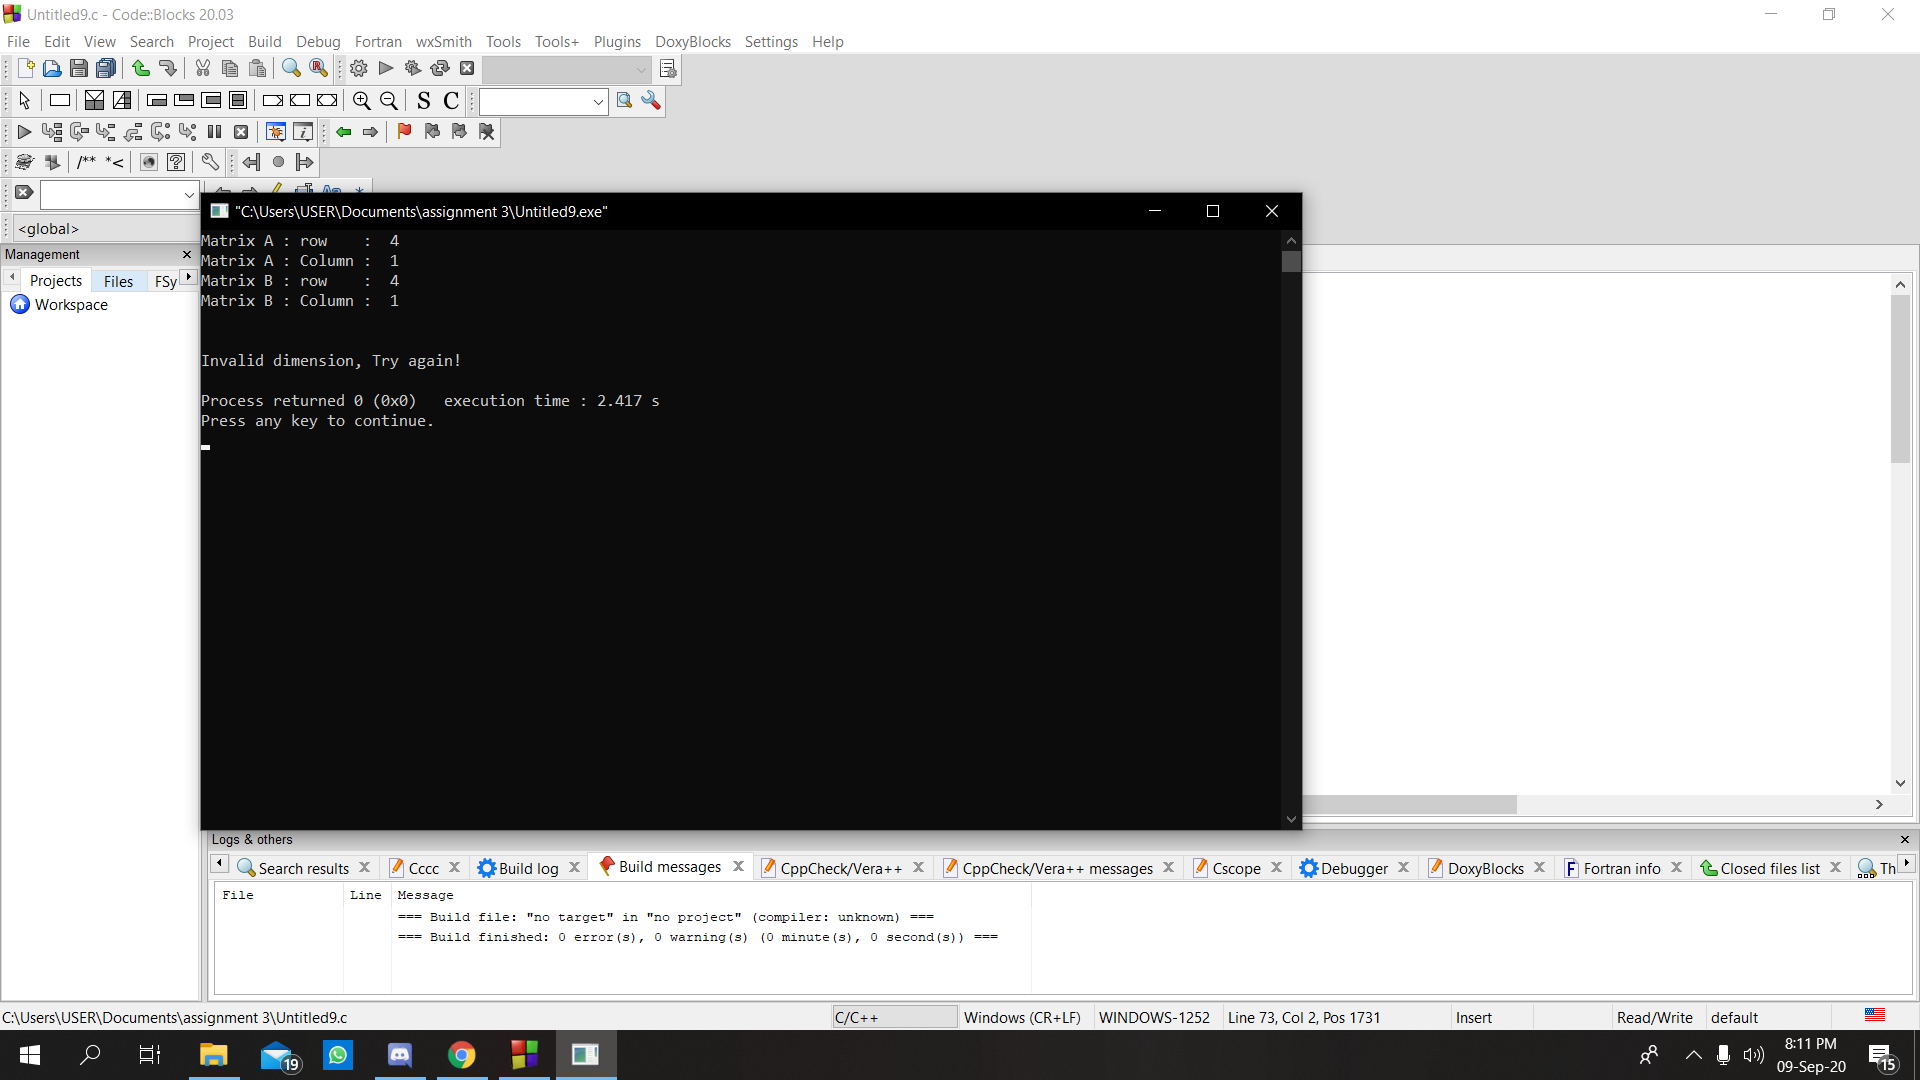 Untitled9.c - Code::Blocks 20.03
File Edit View Search Project Build Debug Fortran wxSmith Tools Tools+ Plugins DoxyBlocks Settings Help
S C
/** *<
<global>
"C:\Users\USER\Documents\assignment 3\Untitled9.exe"
Management
Projects Files FSy
Workspace
Matrix A : row    :  4
Matrix A : Column :  1
Matrix B : row    :  4
Matrix B : Column :  1
Invalid dimension, Try again!
Process returned 0 (0x0)   execution time : 2.417 s
Press any key to continue.
Logs & others
Search results Cccc Build log Build messages CppCheck/Vera++ CppCheck/Vera++ messages Cscope Debugger DoxyBlocks Fortran info Closed files list Th
File Line Message
=== Build file: "no target" in "no project" (compiler: unknown) ===
=== Build finished: 0 error(s), 0 warning(s) (0 minute(s), 0 second(s)) ===
C:\Users\USER\Documents\assignment 3\Untitled9.c C/C++ Windows (CR+LF) WINDOWS-1252 Line 73, Col 2, Pos 1731 Insert Read/Write default
19
8:11 PM
09-Sep-20
15